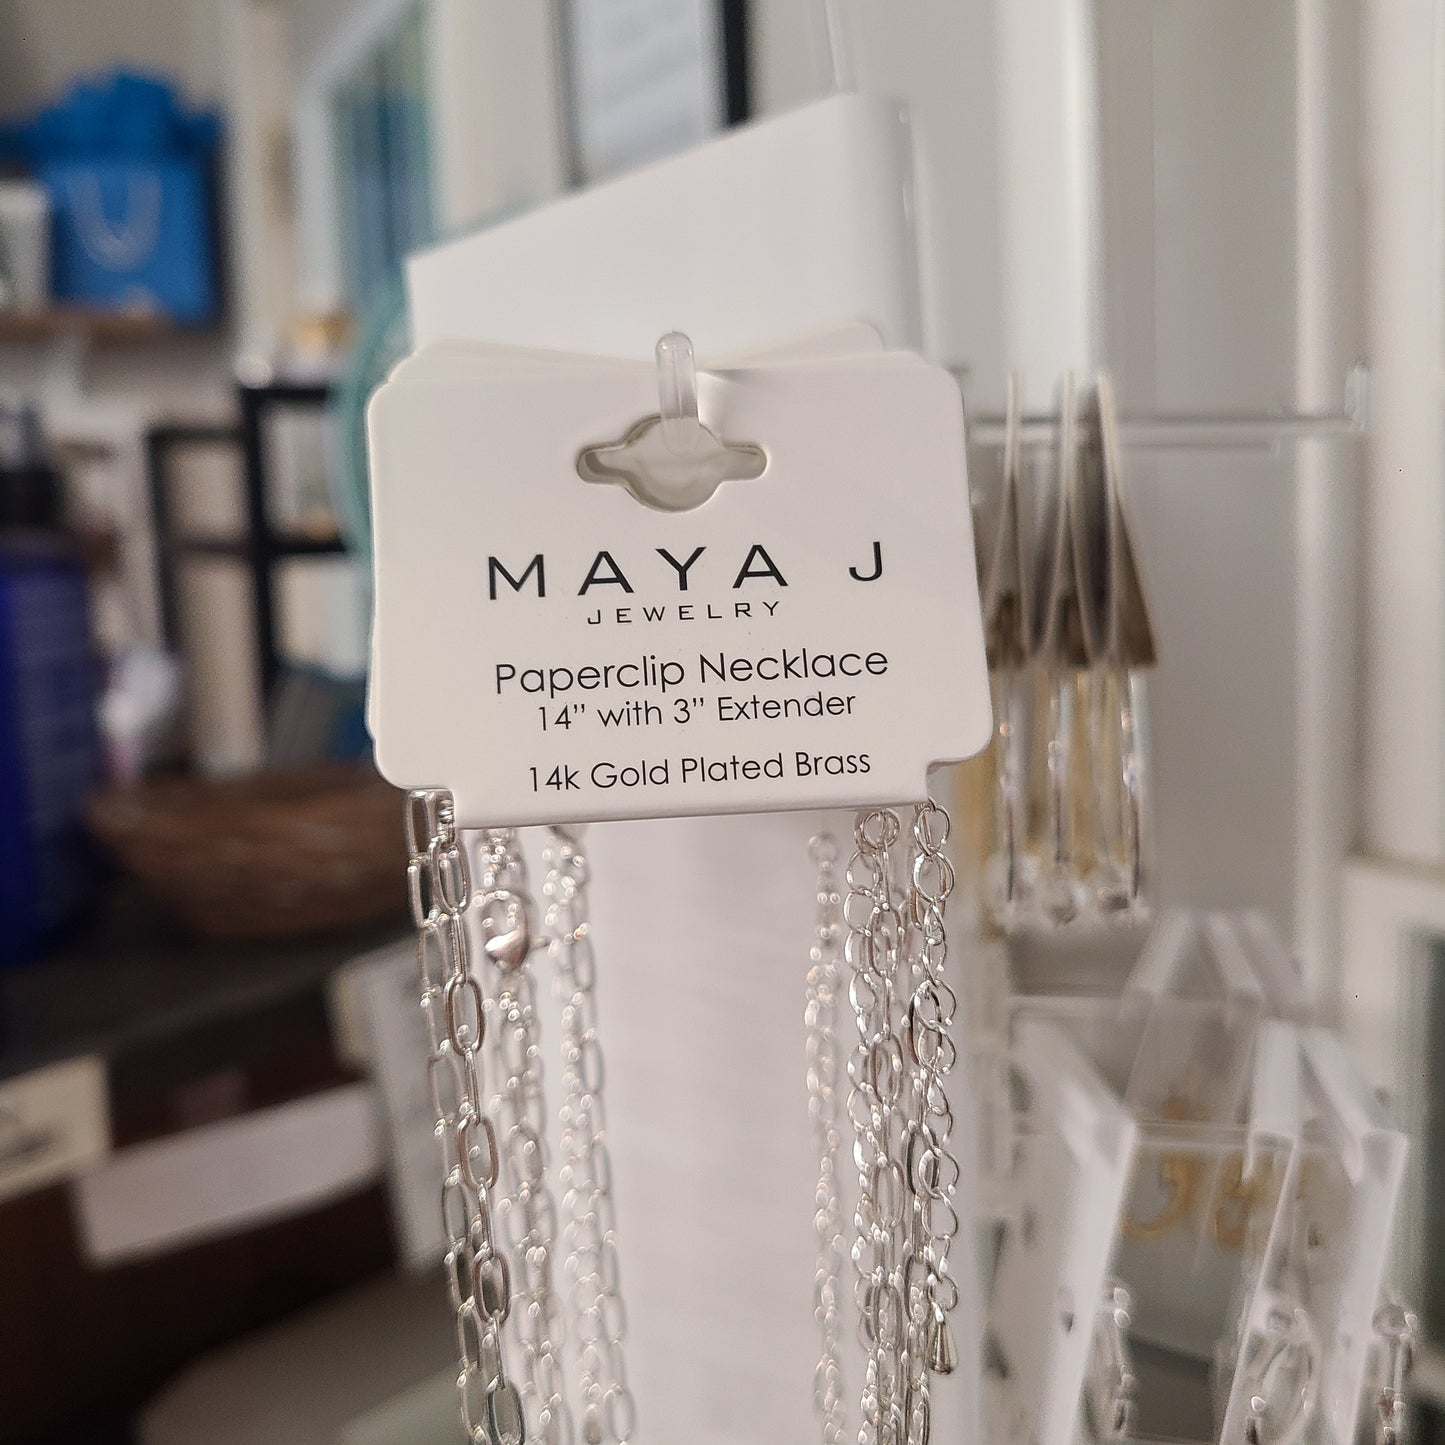 MAYA J
JEWELRY
Paperclip Necklace
14” with 3” Extender
14k Gold Plated Brass